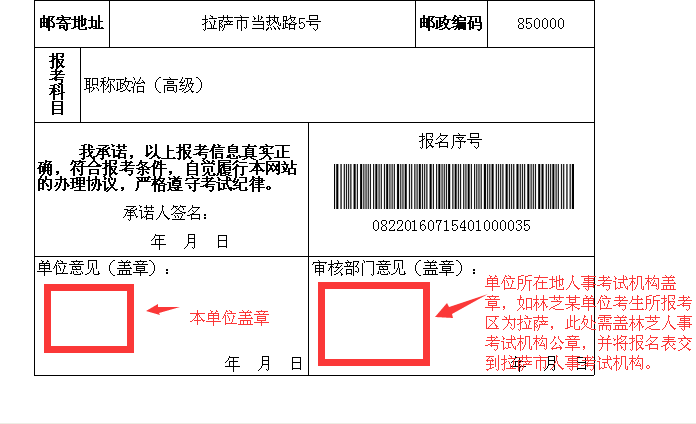 邮寄地址 拉萨市当热路5号 邮政编码 850000
报考科目 职称政治（高级）
我承诺，以上报考信息真实正
确，符合报考条件，自觉履行本网站
的办理协议，严格遵守考试纪律。
承诺人签名：
年 月 日
报名序号
08220160715401000035
单位意见（盖章）：
本单位盖章
年 月 日
审核部门意见（盖章）：
单位所在地人事考试机构盖
章，如林芝某单位考生所报考
区为拉萨，此处需盖林芝人事
考试机构公章，并将报名表交
到拉萨市人事考试机构。
年 月 日